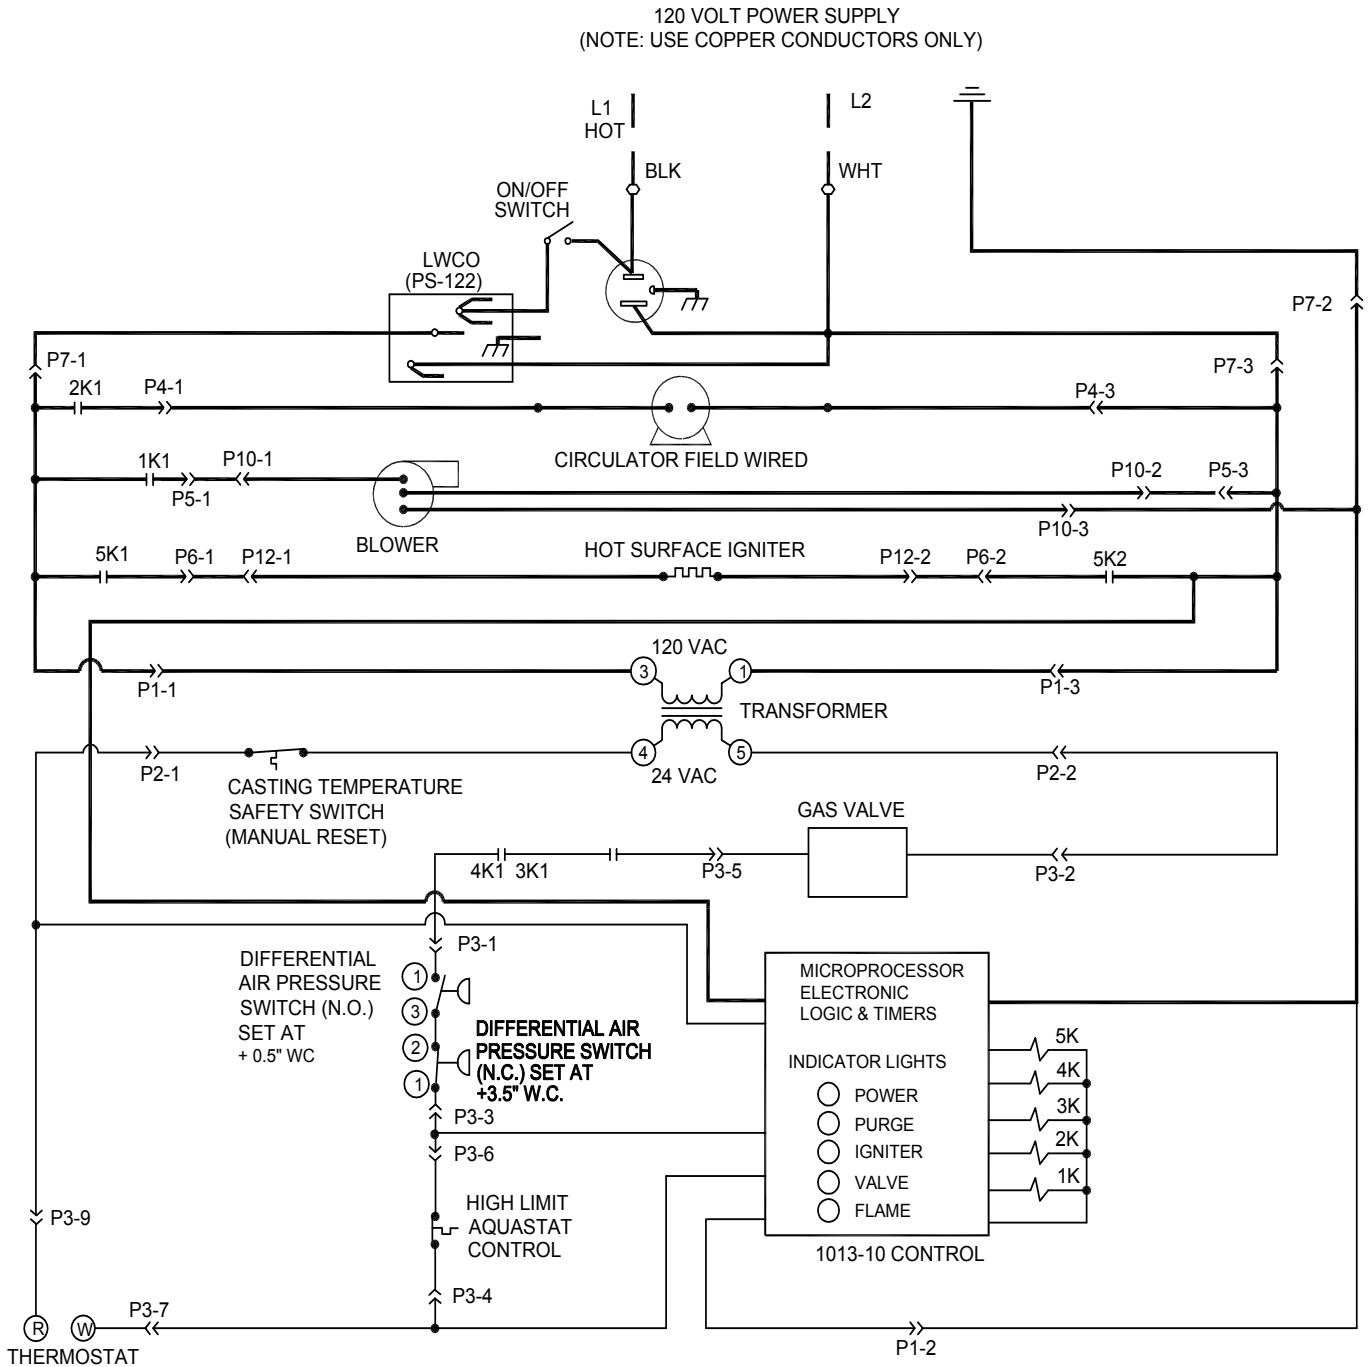 120 VOLT POWER SUPPLY
(NOTE: USE COPPER CONDUCTORS ONLY)
L1
HOT
L2
BLK
WHT
ON/OFF
SWITCH
LWCO
(PS-122)
P7-2
P7-1
P7-3
2K1
P4-1
P4-3
CIRCULATOR FIELD WIRED
1K1
P10-1
P5-1
P10-2
P5-3
P10-3
BLOWER
5K1
P6-1
P12-1
HOT SURFACE IGNITER
P12-2
P6-2
5K2
120 VAC
3
1
P1-1
P1-3
TRANSFORMER
4
5
24 VAC
P2-1
P2-2
CASTING TEMPERATURE
SAFETY SWITCH
(MANUAL RESET)
GAS VALVE
4K1 3K1
P3-5
P3-2
P3-1
DIFFERENTIAL
AIR PRESSURE
SWITCH (N.O.)
SET AT
+ 0.5" WC
1
3
2
1
DIFFERENTIAL AIR
PRESSURE SWITCH
(N.C.) SET AT
+3.5" W.C.
P3-3
P3-6
HIGH LIMIT
AQUASTAT
CONTROL
P3-4
MICROPROCESSOR
ELECTRONIC
LOGIC & TIMERS
INDICATOR LIGHTS
POWER
PURGE
IGNITER
VALVE
FLAME
5K
4K
3K
2K
1K
1013-10 CONTROL
P3-9
P3-7
R
W
THERMOSTAT
P1-2